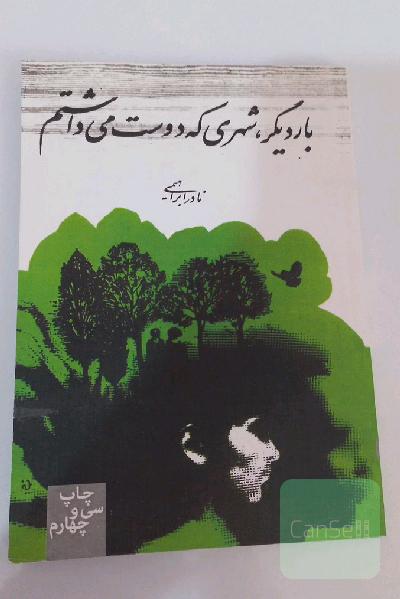 بار دیگر، شهری که دوست می داشتم
نادر ابراهیمی
چاپ
سی و
چهارم
CanSell